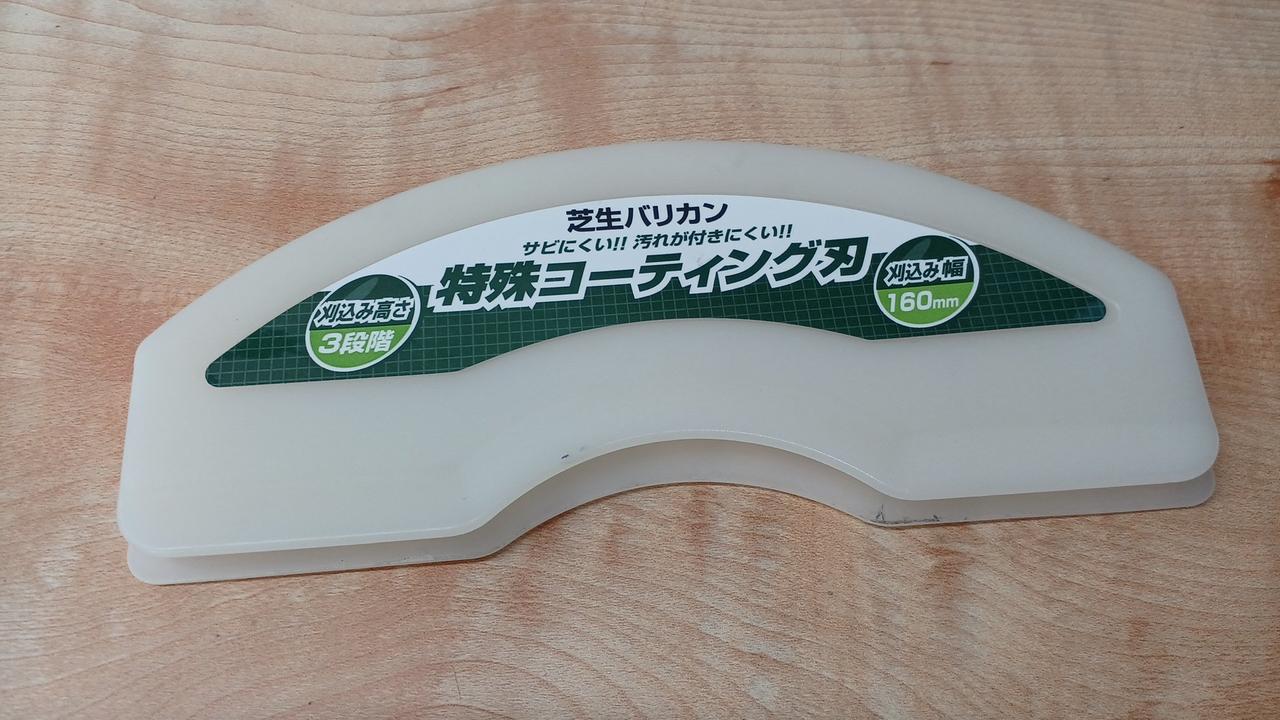 芝生バリカン
サビにくい!! 汚れが付きにくい!!
特殊コーティング刃
刈込み高さ
3段階
刈込み幅
160mm